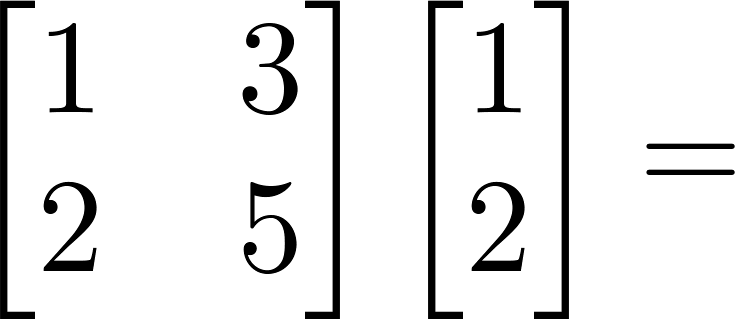 [1 3
2 5] [1
2] =